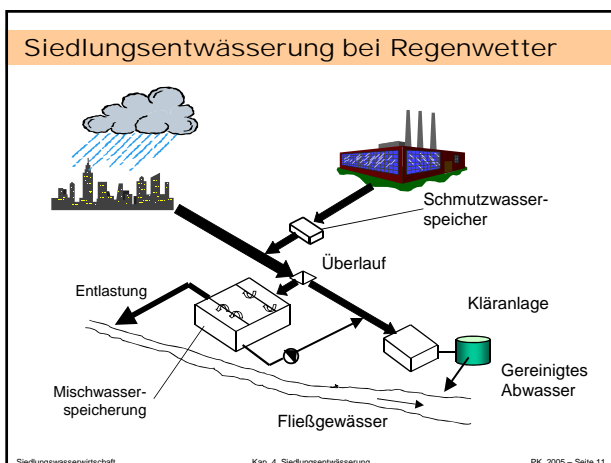 Siedlungsentwässerung bei Regenwetter
Schmutzwasser-
speicher
Überlauf
Entlastung
Kläranlage
Gereinigtes
Abwasser
Mischwasser-
speicherung
Fließgewässer
Siedlungswasserwirtschaft Kap. 4 Siedlungsentwässerung PK, 2005 – Seite 11